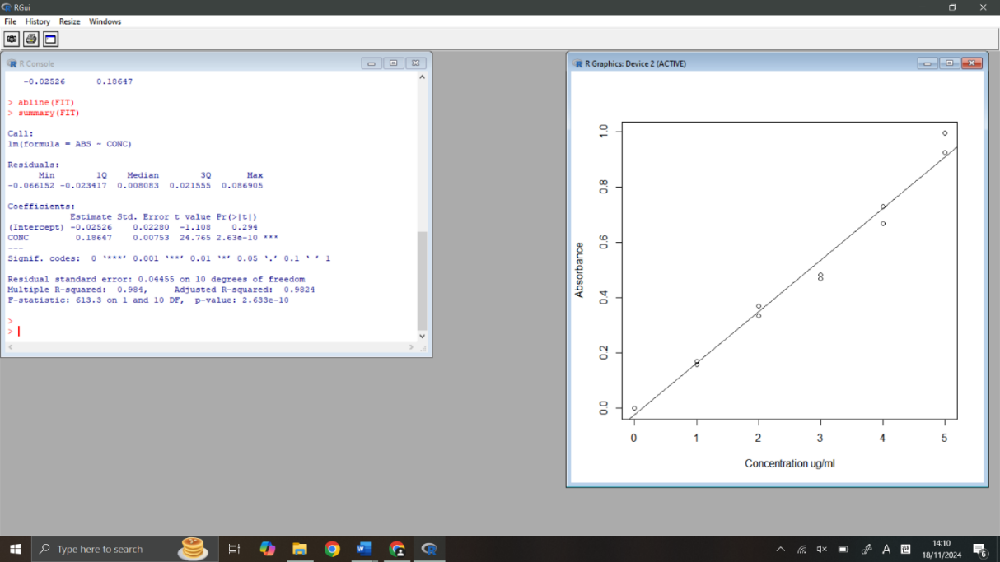 RGui
File History Resize Windows
R Console
-0.02526 0.18647
> abline(FIT)
> summary(FIT)
Call:
lm(formula = ABS ~ CONC)
Residuals:
Min 1Q Median 3Q Max
-0.066152 -0.023417 0.008083 0.021555 0.086905
Coefficients:
Estimate Std. Error t value Pr(>|t|)
(Intercept) -0.02526 0.02280 -1.108 0.294
CONC 0.18647 0.00753 24.765 2.63e-10 ***
---
Signif. codes: 0 ‘***’ 0.001 ‘**’ 0.01 ‘*’ 0.05 ‘.’ 0.1 ‘ ’ 1
Residual standard error: 0.04455 on 10 degrees of freedom
Multiple R-squared: 0.984, Adjusted R-squared: 0.9824
F-statistic: 613.3 on 1 and 10 DF, p-value: 2.633e-10
>
>
R Graphics: Device 2 (ACTIVE)
1.0
0.8
0.6
0.4
0.2
0.0
Absorbance
0 1 2 3 4 5
Concentration ug/ml
Type here to search
A
14:10
18/11/2024
6